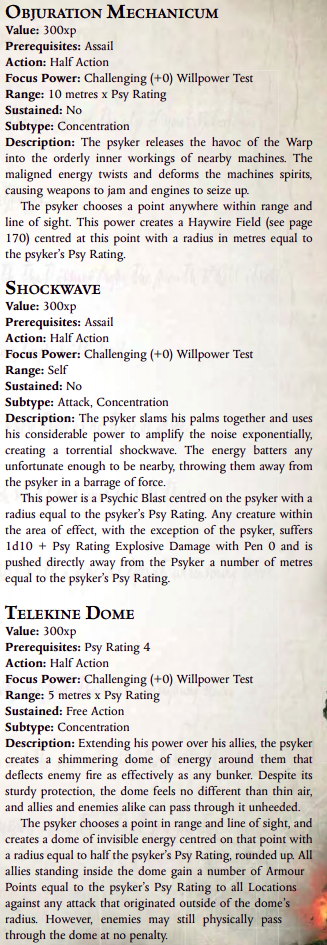 Objuration Mechanicum
Value: 300xp
Prerequisites: Assail
Action: Half Action
Focus Power: Challenging (+0) Willpower Test
Range: 10 metres x Psy Rating
Sustained: No
Subtype: Concentration
Description: The psyker releases the havoc of the Warp
into the orderly inner workings of nearby machines. The
maligned energy twists and deforms the machines spirits,
causing weapons to jam and engines to seize up.
The psyker chooses a point anywhere within range and
line of sight. This power creates a Haywire Field (see page
170) centred at this point with a radius in metres equal to
the psyker's Psy Rating.
Shockwave
Value: 300xp
Prerequisites: Assail
Action: Half Action
Focus Power: Challenging (+0) Willpower Test
Range: Self
Sustained: No
Subtype: Attack, Concentration
Description: The psyker slams his palms together and uses
his considerable power to amplify the noise exponentially,
creating a torrential shockwave. The energy batters any
unfortunate enough to be nearby, throwing them away from
the psyker in a barrage of force.
This power is a Psychic Blast centred on the psyker with a
radius equal to the psyker's Psy Rating. Any creature within
the area of effect, with the exception of the psyker, suffers
1d10 + Psy Rating Explosive Damage with Pen 0 and is
pushed directly away from the Psyker a number of metres
equal to the psyker's Psy Rating.
Telekine Dome
Value: 300xp
Prerequisites: Psy Rating 4
Action: Half Action
Focus Power: Challenging (+0) Willpower Test
Range: 5 metres x Psy Rating
Sustained: Free Action
Subtype: Concentration
Description: Extending his power over his allies, the psyker
creates a shimmering dome of energy around them that
deflects enemy fire as effectively as any bunker. Despite its
sturdy protection, the dome feels no different than thin air,
and allies and enemies alike can pass through it unheeded.
The psyker chooses a point in range and line of sight, and
creates a dome of invisible energy centred on that point with
a radius equal to half the psyker's Psy Rating, rounded up. All
allies standing inside the dome gain a number of Armour
Points equal to the psyker's Psy Rating to all Locations
against any attack that originated outside of the dome's
radius. However, enemies may still physically pass
through the dome at no penalty.